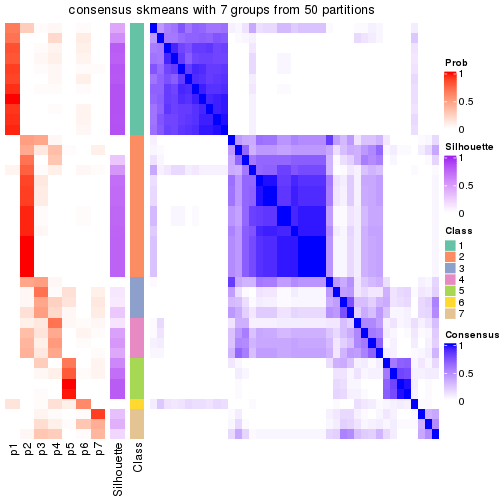 consensus skmeans with 7 groups from 50 partitions
Prob
1
0.5
0
Silhouette
1
0.5
0
Class
1
2
3
4
5
6
7
Consensus
1
0.5
0
p1
p2
p3
p4
p5
p6
p7
Silhouette
Class